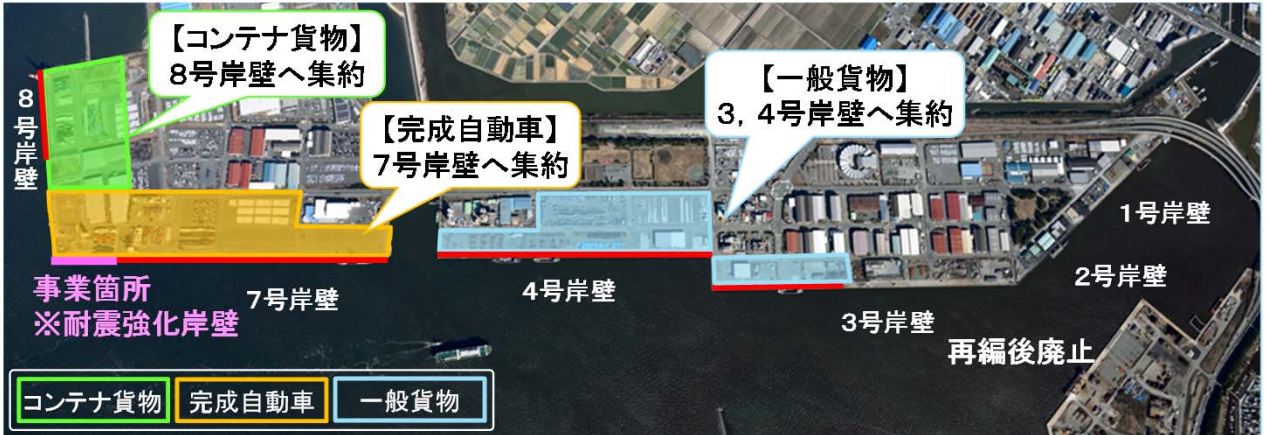 【コンテナ貨物】
8号岸壁へ集約
【一般貨物】
3, 4号岸壁へ集約
【完成自動車】
7号岸壁へ集約
8号岸壁
1号岸壁
2号岸壁
事業箇所
※耐震強化岸壁
7号岸壁
4号岸壁
3号岸壁
再編後廃止
コンテナ貨物
完成自動車
一般貨物